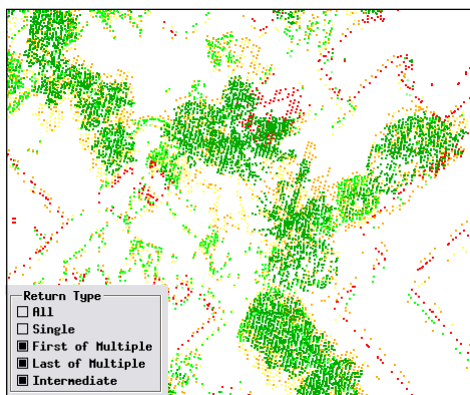 Return Type
All
Single
First of Multiple
Last of Multiple
Intermediate